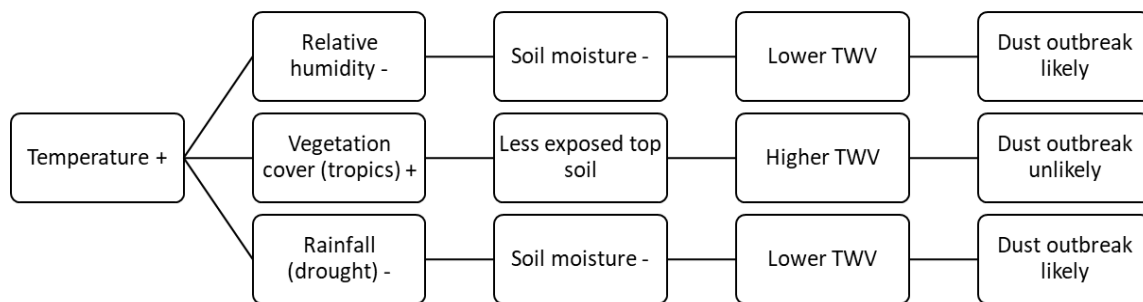 Relative
humidity -
Soil moisture -
Lower TWV
Dust outbreak
likely
Temperature +
Vegetation
cover (tropics) +
Less exposed top
soil
Higher TWV
Dust outbreak
unlikely
Rainfall
(drought) -
Soil moisture -
Lower TWV
Dust outbreak
likely